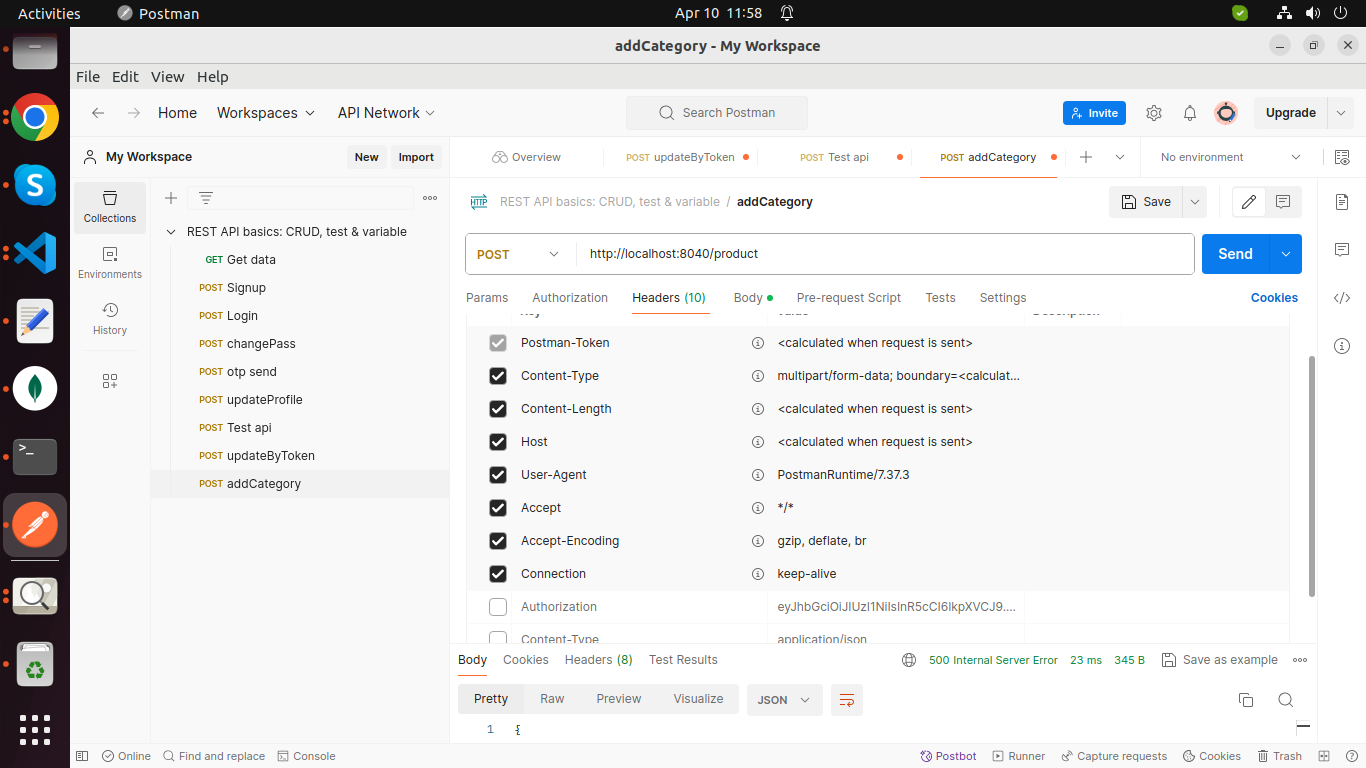 Activities Postman Apr 10 11:58
addCategory - My Workspace
File Edit View Help
Home Workspaces API Network Search Postman Invite Upgrade
My Workspace New Import Overview POST updateByToken POST Test api POST addCategory No environment
Collections
Environments
History
REST API basics: CRUD, test & variable
GET Get data
POST Signup
POST Login
POST changePass
POST otp send
POST updateProfile
POST Test api
POST updateByToken
POST addCategory
HTTP REST API basics: CRUD, test & variable / addCategory Save
POST http://localhost:8040/product Send
Params Authorization Headers (10) Body Pre-request Script Tests Settings Cookies
Key Value Description
Postman-Token <calculated when request is sent>
Content-Type multipart/form-data; boundary=<calculat...
Content-Length <calculated when request is sent>
Host <calculated when request is sent>
User-Agent PostmanRuntime/7.37.3
Accept */*
Accept-Encoding gzip, deflate, br
Connection keep-alive
Authorization eyJhbGciOiJIUzI1NiIsInR5cCI6IkpXVCJ9....
Content-Type application/json
Body Cookies Headers (8) Test Results 500 Internal Server Error 23 ms 345 B Save as example
Pretty Raw Preview Visualize JSON
1 {
Online Find and replace Console Postbot Runner Capture requests Cookies Trash